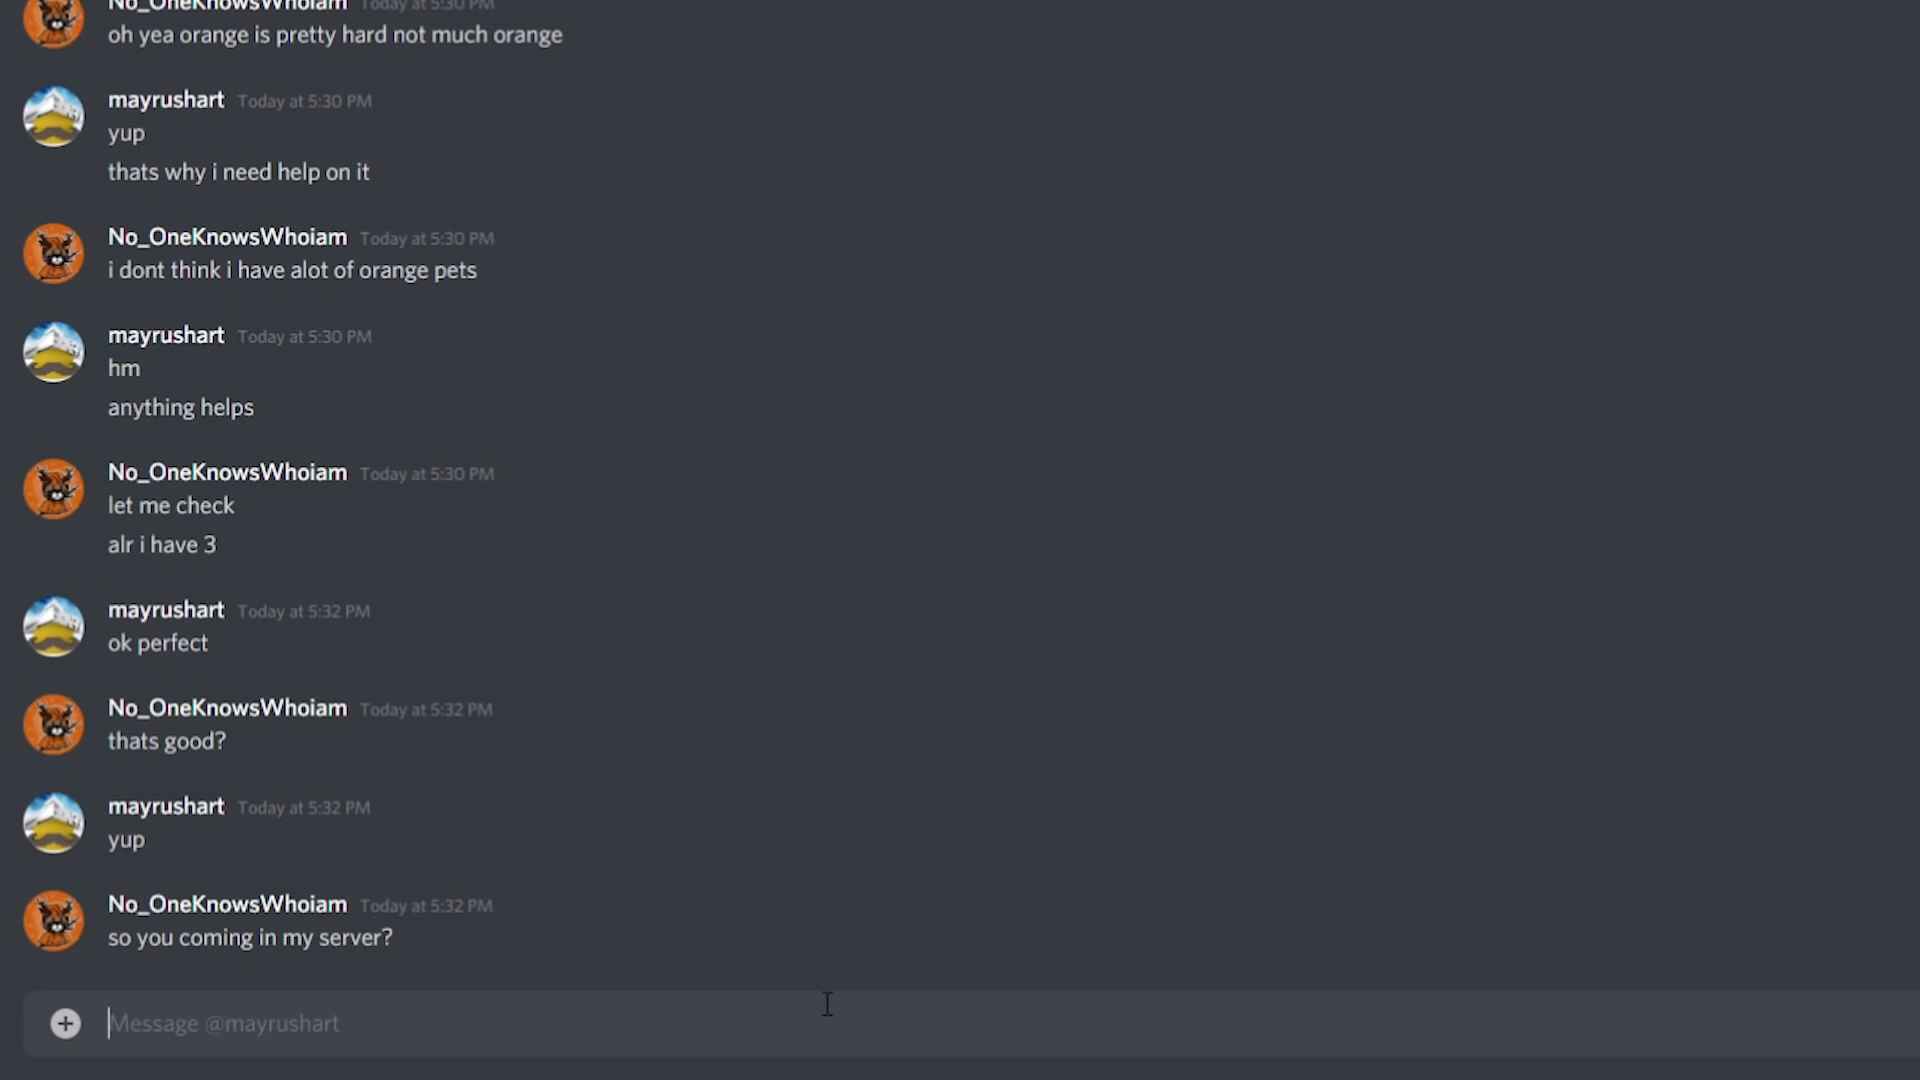 No_OneKnowsWhoiam Today at 5:30 PM
oh yea orange is pretty hard not much orange
mayrushart Today at 5:30 PM
yup
thats why i need help on it
No_OneKnowsWhoiam Today at 5:30 PM
i dont think i have alot of orange pets
mayrushart Today at 5:30 PM
hm
anything helps
No_OneKnowsWhoiam Today at 5:30 PM
let me check
alr i have 3
mayrushart Today at 5:32 PM
ok perfect
No_OneKnowsWhoiam Today at 5:32 PM
thats good?
mayrushart Today at 5:32 PM
yup
No_OneKnowsWhoiam Today at 5:32 PM
so you coming in my server?
Message @mayrushart